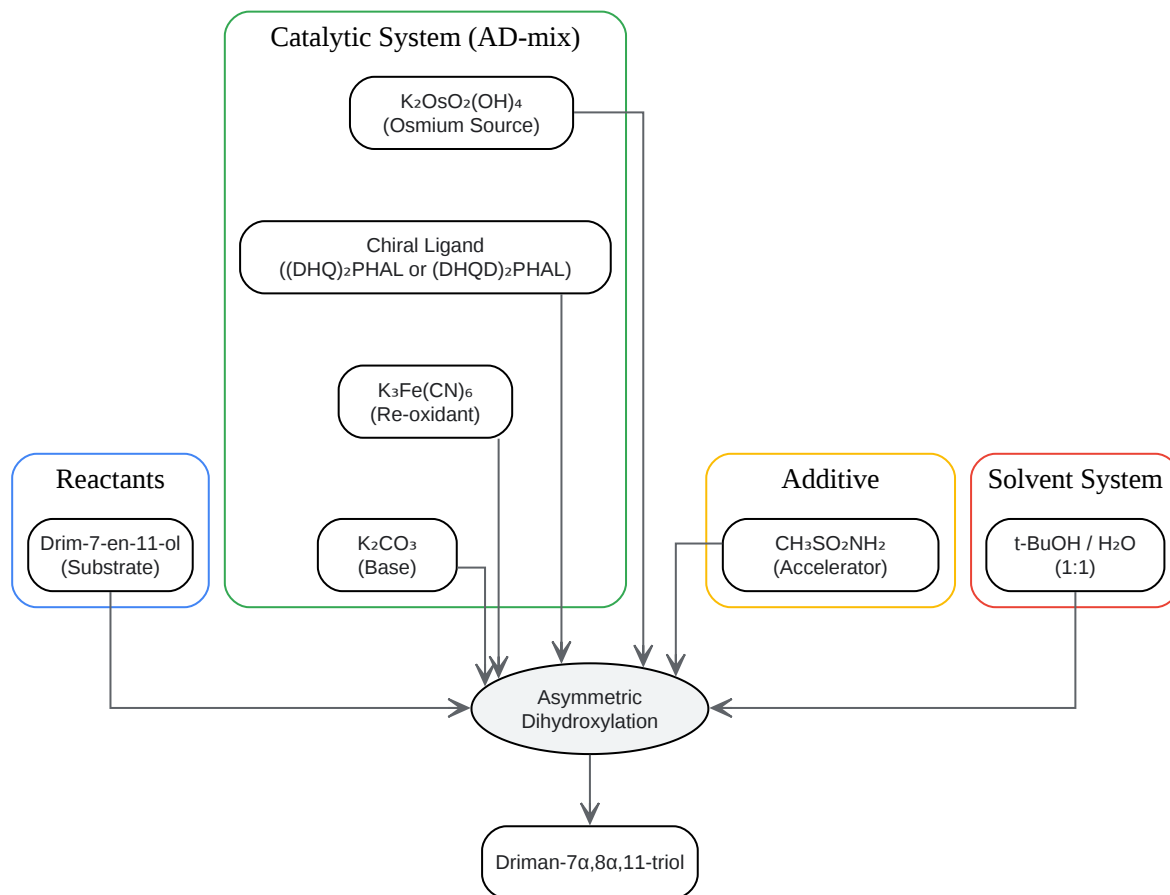 Catalytic System (AD-mix)
K₂OsO₂(OH)₄
(Osmium Source)
Chiral Ligand
((DHQ)₂PHAL or (DHQD)₂PHAL)
K₃Fe(CN)₆
(Re-oxidant)
K₂CO₃
(Base)
Reactants
Drim-7-en-11-ol
(Substrate)
Additive
CH₃SO₂NH₂
(Accelerator)
Solvent System
t-BuOH / H₂O
(1:1)
Asymmetric
Dihydroxylation
Driman-7α,8α,11-triol